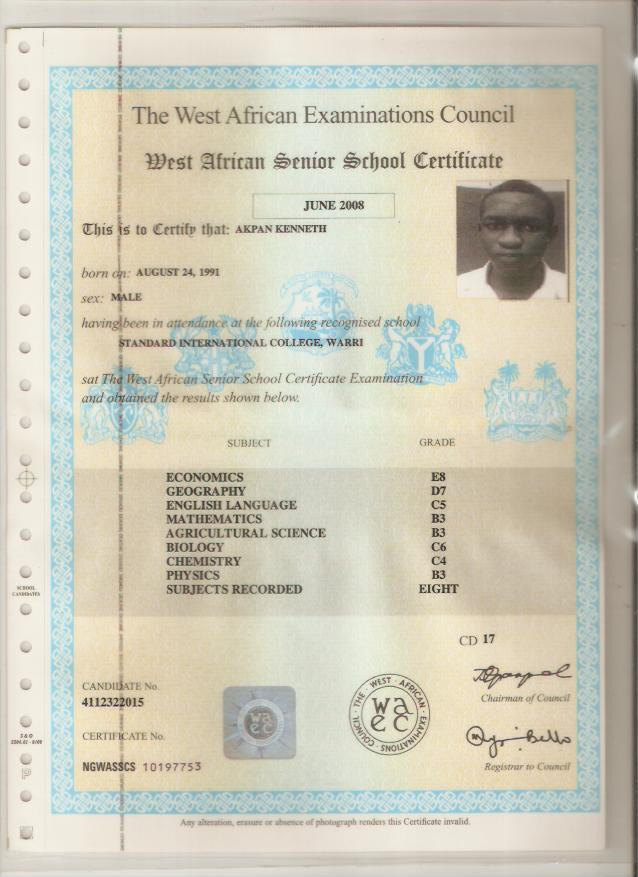 The West African Examinations Council
West African Senior School Certificate
JUNE 2008
This is to Certify that: AKPAN KENNETH
born on: AUGUST 24, 1991
sex: MALE
having been in attendance at the following recognised school
STANDARD INTERNATIONAL COLLEGE, WARRI
sat The West African Senior School Certificate Examination
and obtained the results shown below.
SUBJECT GRADE
ECONOMICS E8
GEOGRAPHY D7
ENGLISH LANGUAGE C5
MATHEMATICS B3
AGRICULTURAL SCIENCE B3
BIOLOGY C6
CHEMISTRY C4
PHYSICS B3
SUBJECTS RECORDED EIGHT
SCHOOL
CANDIDATES
CD 17
CANDIDATE No.
4112322015
Chairman of Council
THE · WEST · AFRICAN · EXAMINATIONS COUNCIL
wa
ec
waec
CERTIFICATE No.
NGWASSCS 10197753
Registrar to Council
S & O
Any alteration, erasure or absence of photograph renders this Certificate invalid.